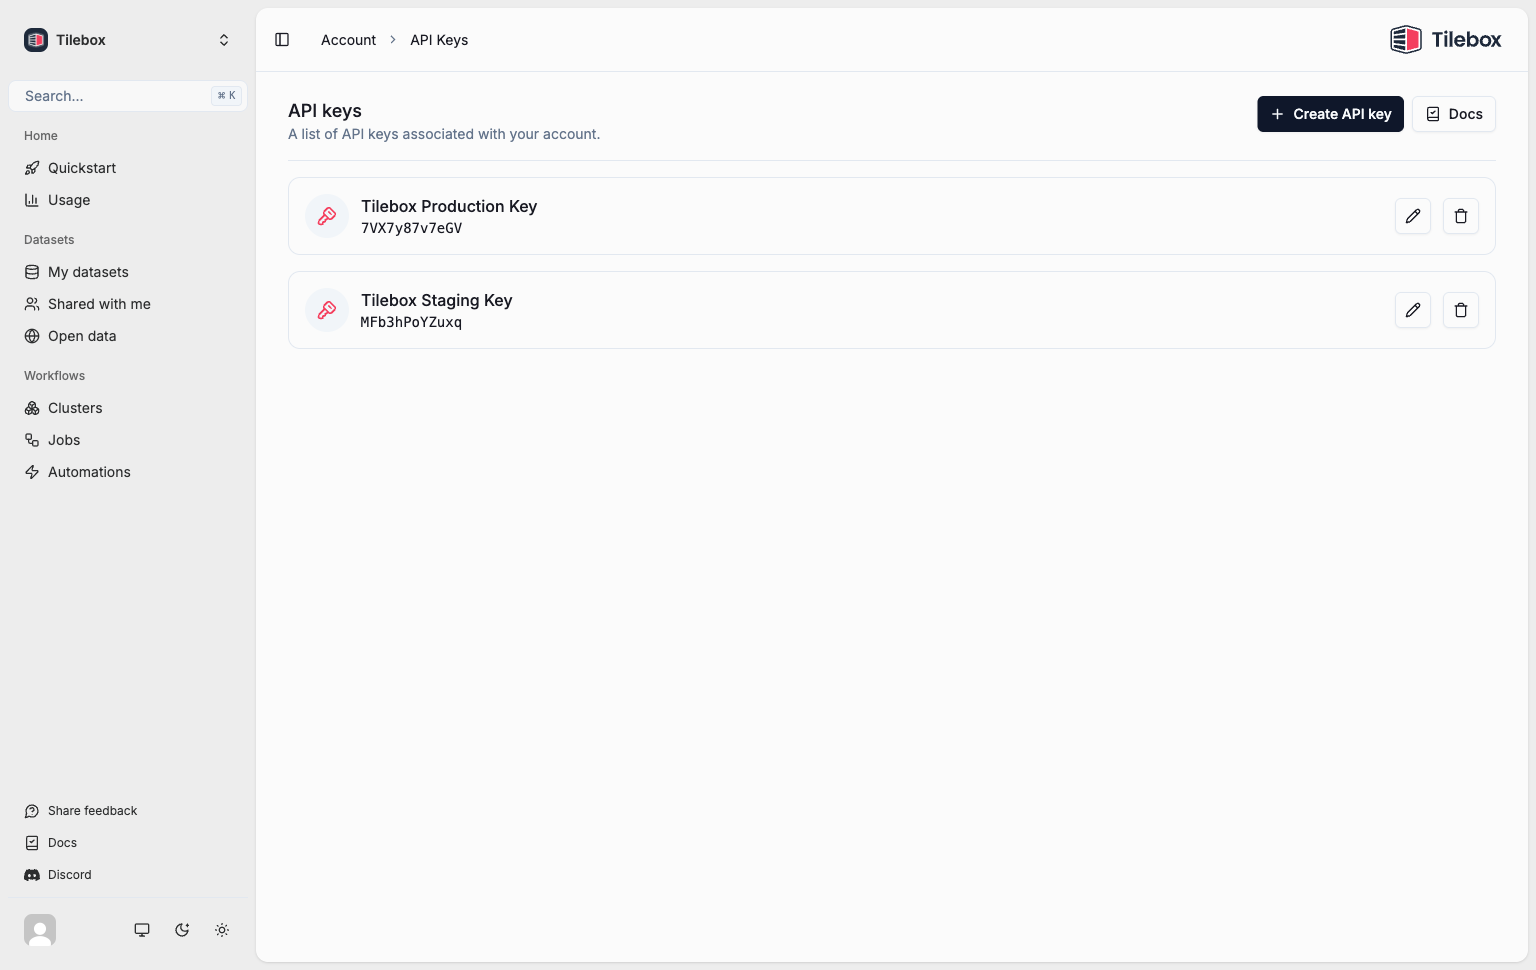 Tilebox
Search...
⌘ K
Home
Quickstart
Usage
Datasets
My datasets
Shared with me
Open data
Workflows
Clusters
Jobs
Automations
Share feedback
Docs
Discord
Account > API Keys
Tilebox
API keys
A list of API keys associated with your account.
+ Create API key
Docs
Tilebox Production Key
7VX7y87v7eGV
Tilebox Staging Key
MFb3hPoYZuxq